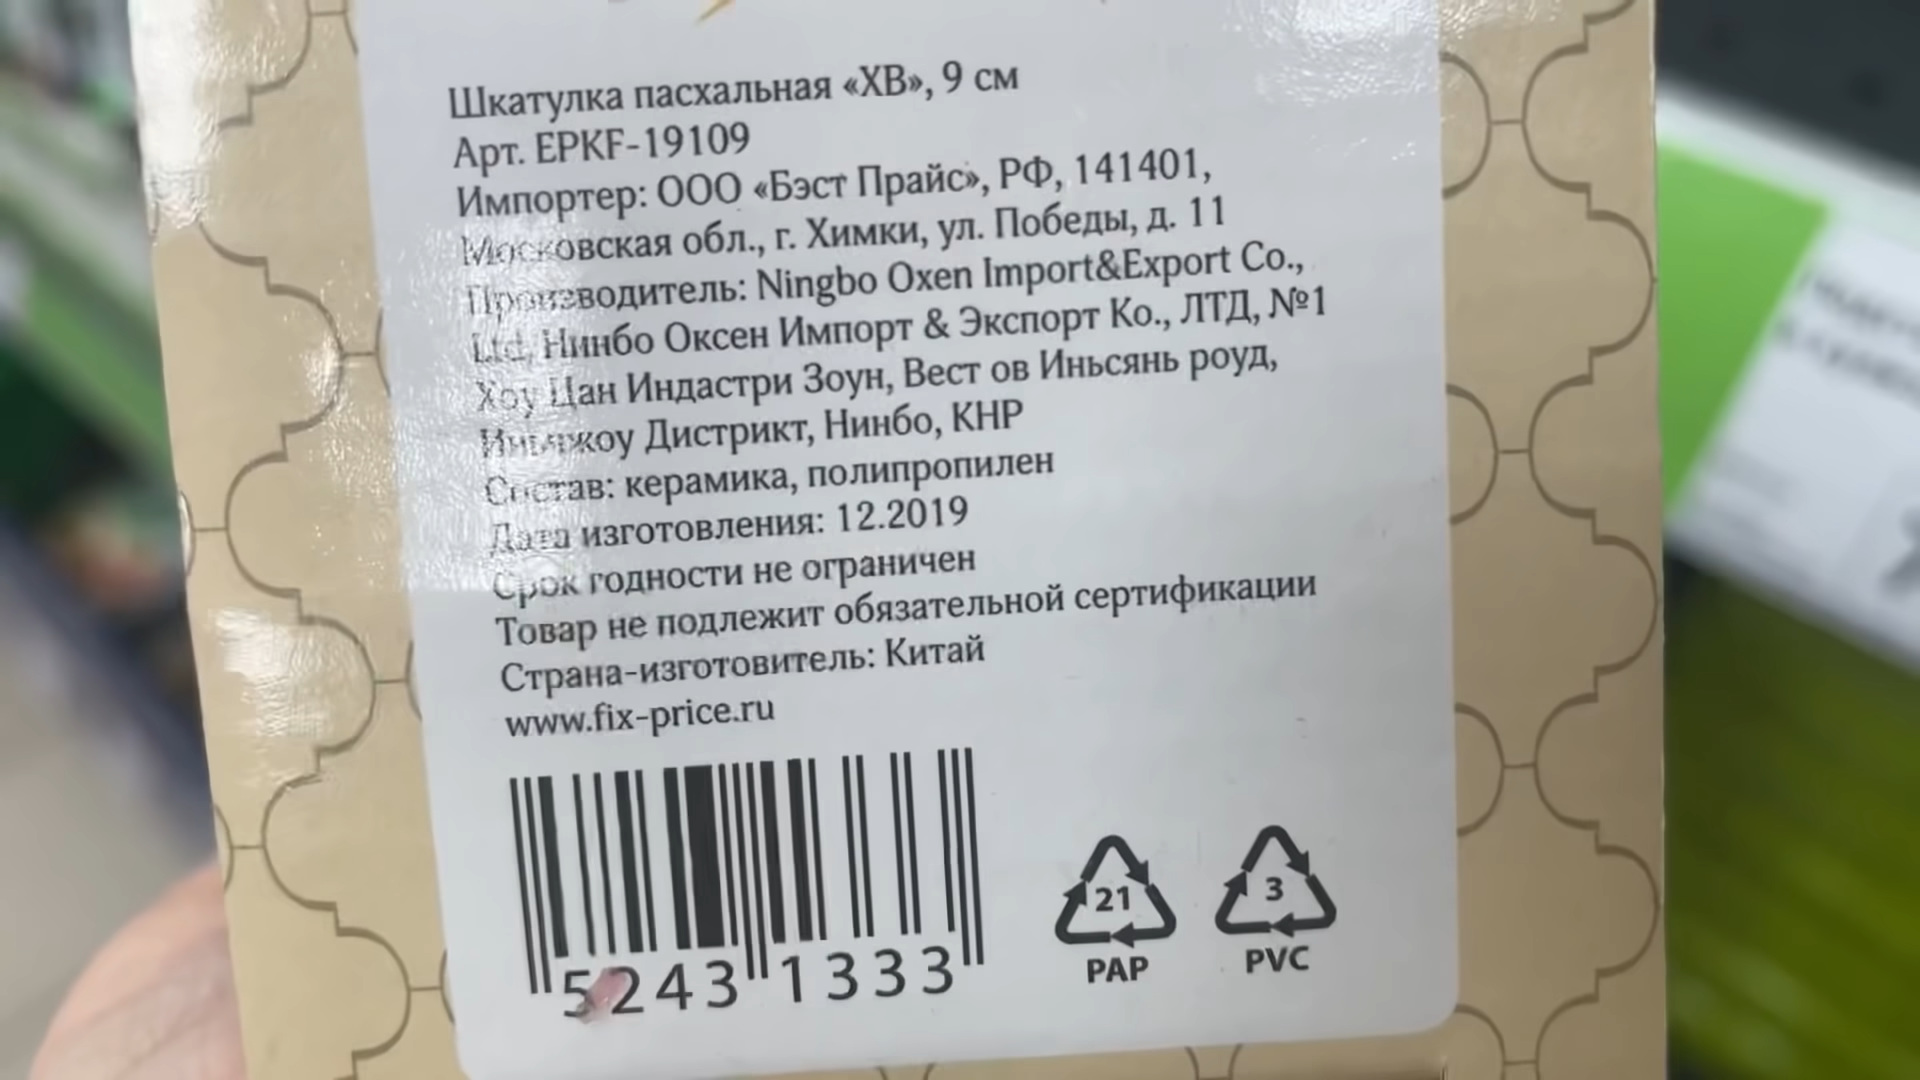 Шкатулка пасхальная «ХВ», 9 см
Арт. EPKF-19109
Импортер: ООО «Бэст Прайс», РФ, 141401,
Московская обл., г. Химки, ул. Победы, д. 11
Производитель: Ningbo Oxen Import&Export Co.,
Ltd, Нинбо Оксен Импорт & Экспорт Ко., ЛТД, №1
Хоу Цан Индастри Зоун, Вест ов Иньсянь роуд,
Иньчжоу Дистрикт, Нинбо, КНР
Состав: керамика, полипропилен
Дата изготовления: 12.2019
Срок годности не ограничен
Товар не подлежит обязательной сертификации
Страна-изготовитель: Китай
www.fix-price.ru
5243 1333
21
PAP
3
PVC